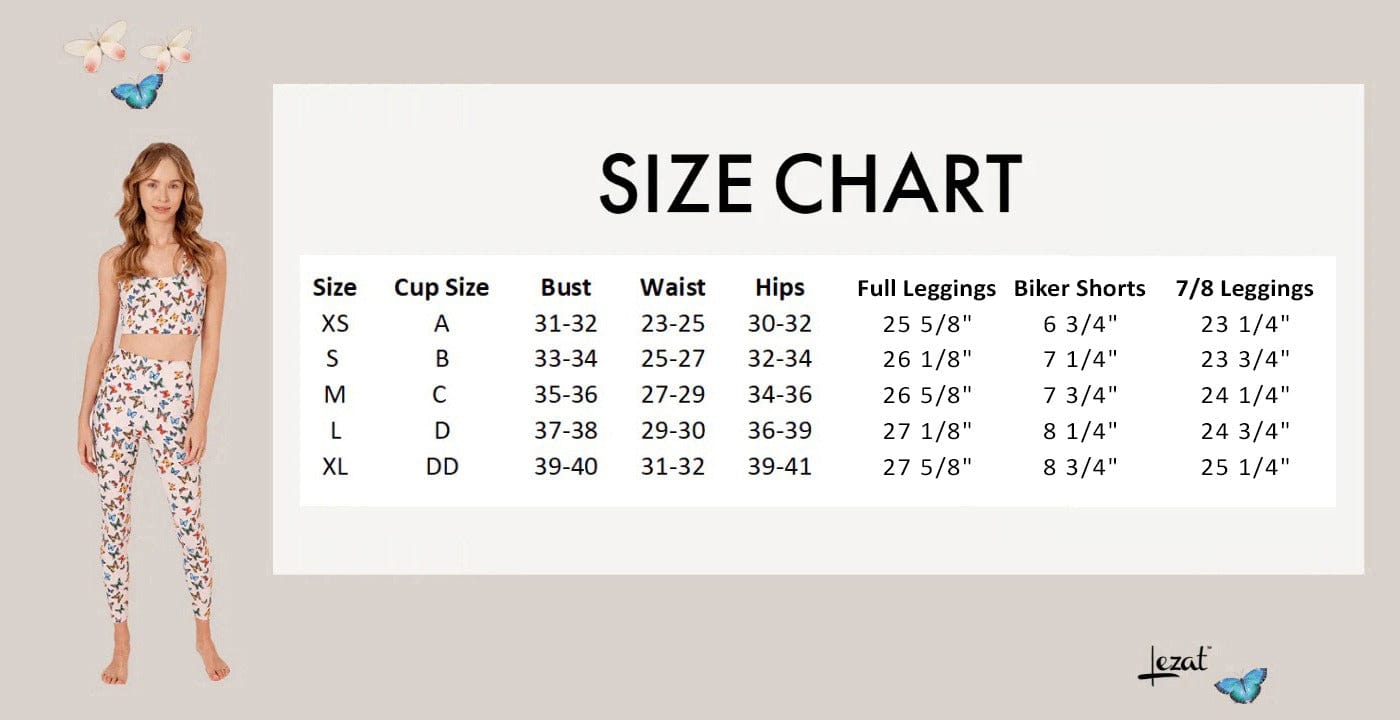 SIZE CHART
Size Cup Size Bust Waist Hips Full Leggings Biker Shorts 7/8 Leggings
XS A 31-32 23-25 30-32 25 5/8" 6 3/4" 23 1/4"
S B 33-34 25-27 32-34 26 1/8" 7 1/4" 23 3/4"
M C 35-36 27-29 34-36 26 5/8" 7 3/4" 24 1/4"
L D 37-38 29-30 36-39 27 1/8" 8 1/4" 24 3/4"
XL DD 39-40 31-32 39-41 27 5/8" 8 3/4" 25 1/4"
lezat™